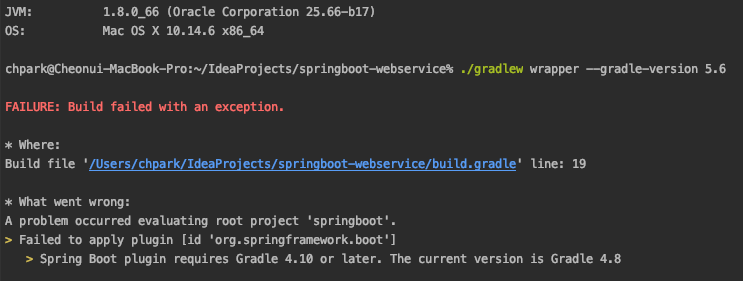 JVM: 1.8.0_66 (Oracle Corporation 25.66-b17)
OS: Mac OS X 10.14.6 x86_64
chpark@Cheonui-MacBook-Pro:~/IdeaProjects/springboot-webservice% ./gradlew wrapper --gradle-version 5.6
FAILURE: Build failed with an exception.
* Where:
Build file '/Users/chpark/IdeaProjects/springboot-webservice/build.gradle' line: 19
* What went wrong:
A problem occurred evaluating root project 'springboot'.
> Failed to apply plugin [id 'org.springframework.boot']
> Spring Boot plugin requires Gradle 4.10 or later. The current version is Gradle 4.8